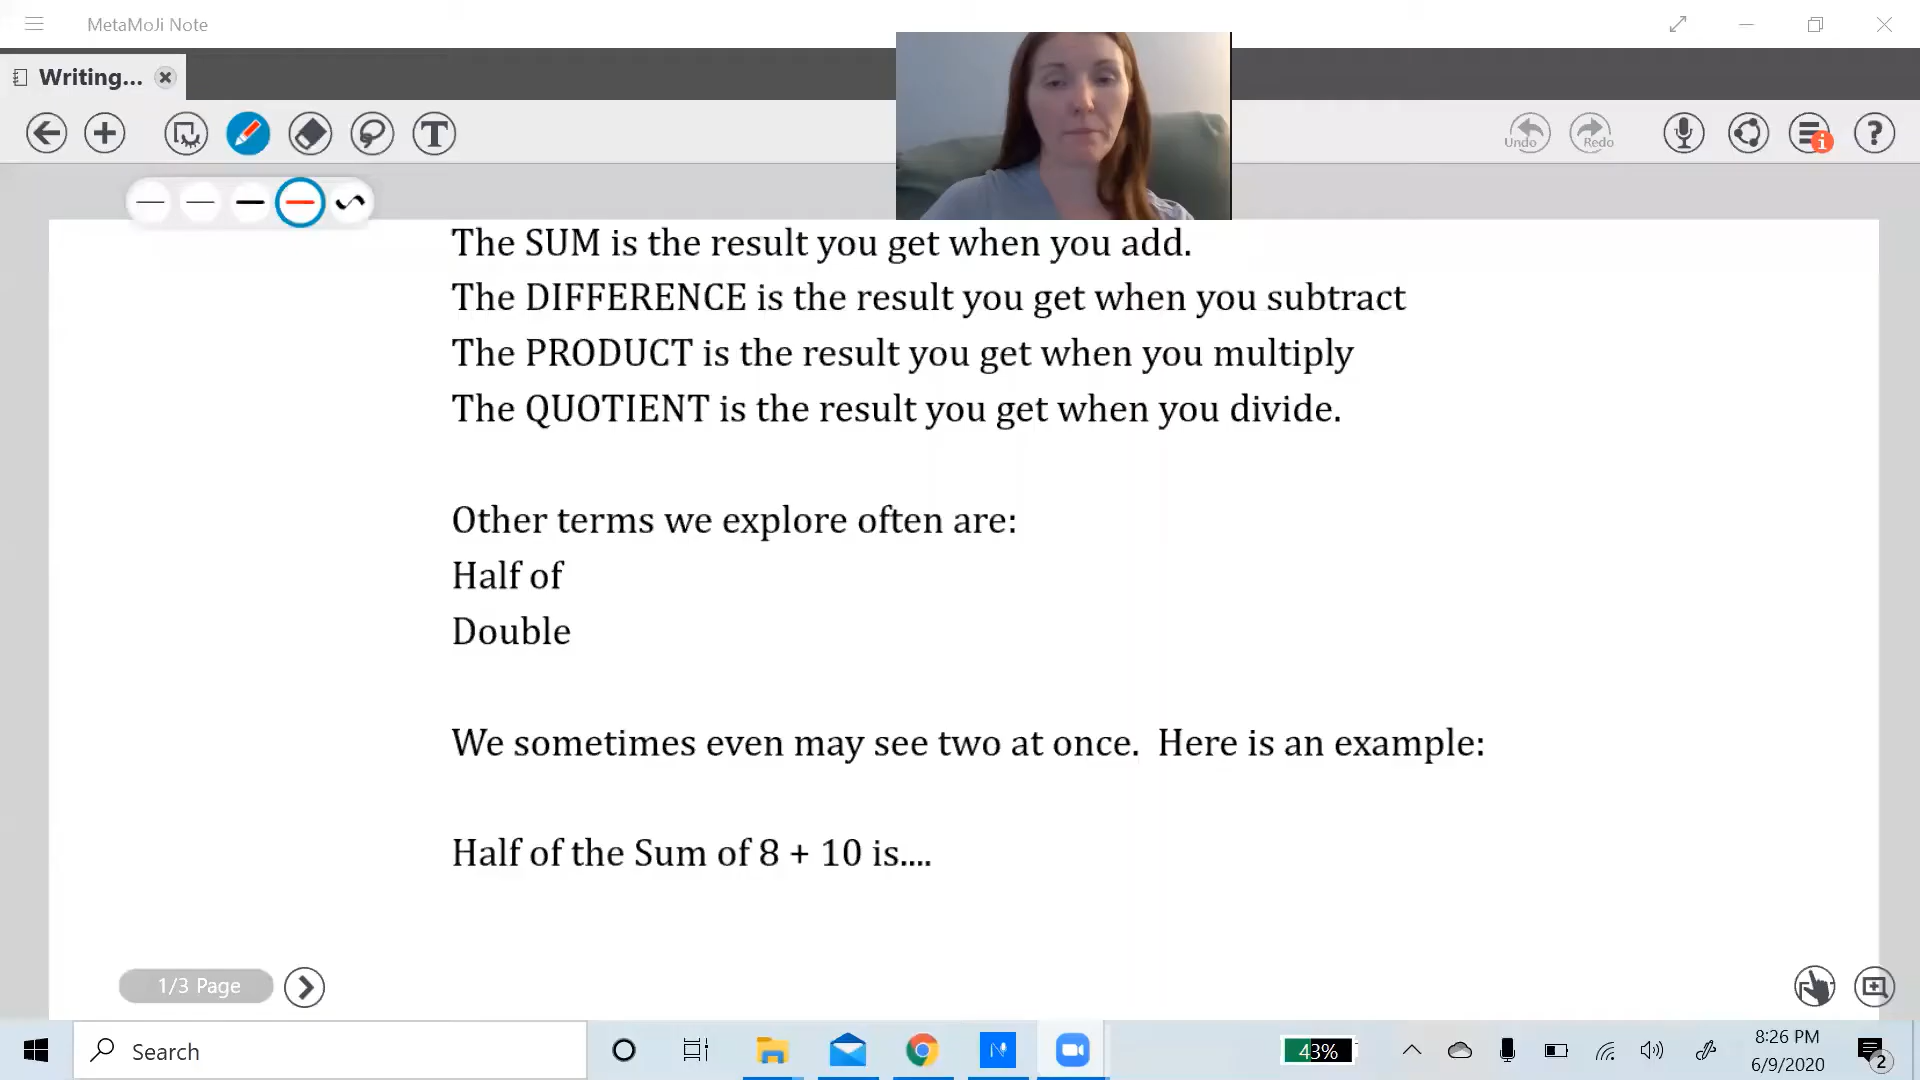 MetaMoJi Note
Writing...
Undo
Redo
The SUM is the result you get when you add.
The DIFFERENCE is the result you get when you subtract
The PRODUCT is the result you get when you multiply
The QUOTIENT is the result you get when you divide.
Other terms we explore often are:
Half of
Double
We sometimes even may see two at once.  Here is an example:
Half of the Sum of 8 + 10 is....
1/3 Page
Search
43%
8:26 PM
6/9/2020
2